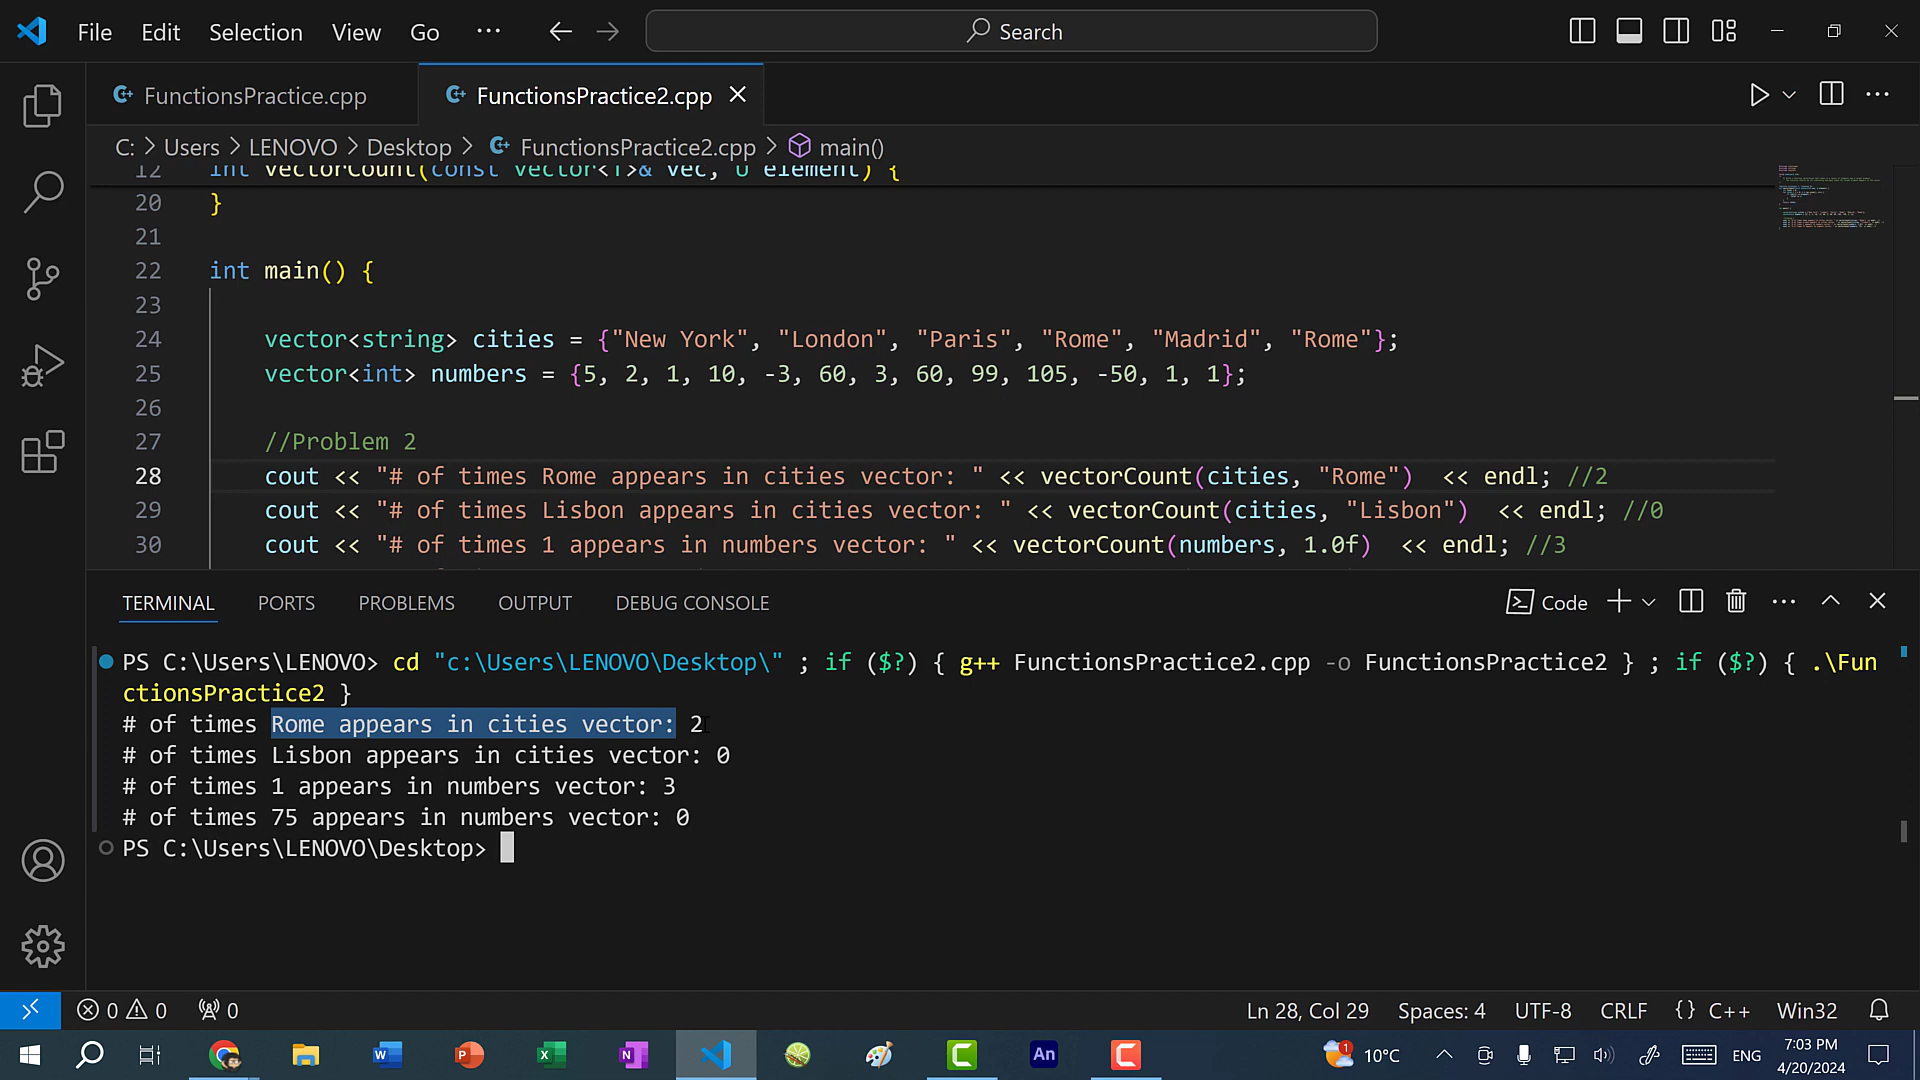 File Edit Selection View Go ··· Search
FunctionsPractice.cpp FunctionsPractice2.cpp
C: > Users > LENOVO > Desktop > FunctionsPractice2.cpp > main()
12 int vectorCount(const vector<T>& vec, U element) {
20 }
21
22 int main() {
23
24 vector<string> cities = {"New York", "London", "Paris", "Rome", "Madrid", "Rome"};
25 vector<int> numbers = {5, 2, 1, 10, -3, 60, 3, 60, 99, 105, -50, 1, 1};
26
27 //Problem 2
28 cout << "# of times Rome appears in cities vector: " << vectorCount(cities, "Rome") << endl; //2
29 cout << "# of times Lisbon appears in cities vector: " << vectorCount(cities, "Lisbon") << endl; //0
30 cout << "# of times 1 appears in numbers vector: " << vectorCount(numbers, 1.0f) << endl; //3
TERMINAL PORTS PROBLEMS OUTPUT DEBUG CONSOLE Code
PS C:\Users\LENOVO> cd "c:\Users\LENOVO\Desktop\" ; if ($?) { g++ FunctionsPractice2.cpp -o FunctionsPractice2 } ; if ($?) { .\Fun
ctionsPractice2 }
# of times Rome appears in cities vector: 2
# of times Lisbon appears in cities vector: 0
# of times 1 appears in numbers vector: 3
# of times 75 appears in numbers vector: 0
PS C:\Users\LENOVO\Desktop>
0 0 0 Ln 28, Col 29 Spaces: 4 UTF-8 CRLF {} C++ Win32
10°C ENG 7:03 PM
4/20/2024